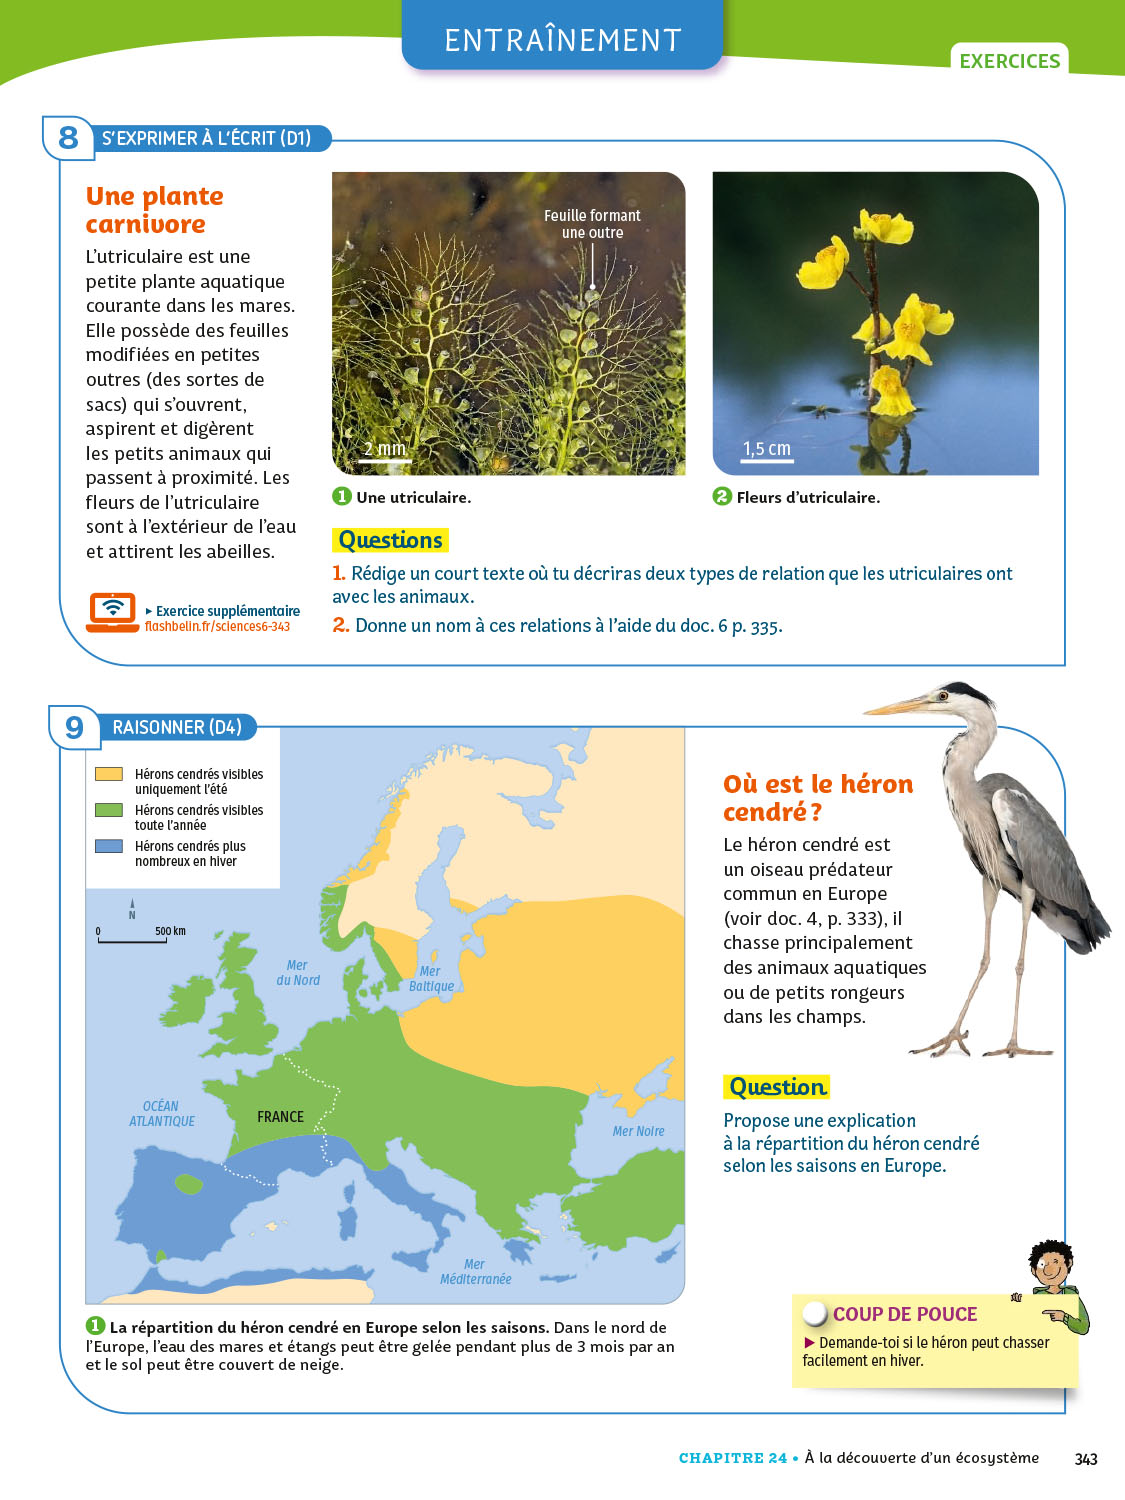 ENTRAÎNEMENT
EXERCICES
8
S'EXPRIMER À L'ÉCRIT (D1)
Une plante
carnivore
L'utriculaire est une
petite plante aquatique
courante dans les mares.
Elle possède des feuilles
modifiées en petites
outres (des sortes de
sacs) qui s'ouvrent,
aspirent et digèrent
les petits animaux qui
passent à proximité. Les
fleurs de l'utriculaire
sont à l'extérieur de l'eau
et attirent les abeilles.
▸ Exercice supplémentaire
flashbelin.fr/sciences6-343
Feuille formant
une outre
2 mm
1 Une utriculaire.
1,5 cm
2 Fleurs d'utriculaire.
Questions
1. Rédige un court texte où tu décriras deux types de relation que les utriculaires ont
avec les animaux.
2. Donne un nom à ces relations à l'aide du doc. 6 p. 335.
9
RAISONNER (D4)
Hérons cendrés visibles
uniquement l'été
Hérons cendrés visibles
toute l'année
Hérons cendrés plus
nombreux en hiver
N
0 500 km
Mer
du Nord
Mer
Baltique
OCÉAN
ATLANTIQUE
FRANCE
Mer Noire
Mer
Méditerranée
1 La répartition du héron cendré en Europe selon les saisons. Dans le nord de
l'Europe, l'eau des mares et étangs peut être gelée pendant plus de 3 mois par an
et le sol peut être couvert de neige.
Où est le héron
cendré ?
Le héron cendré est
un oiseau prédateur
commun en Europe
(voir doc. 4, p. 333), il
chasse principalement
des animaux aquatiques
ou de petits rongeurs
dans les champs.
Question
Propose une explication
à la répartition du héron cendré
selon les saisons en Europe.
COUP DE POUCE
▶ Demande-toi si le héron peut chasser
facilement en hiver.
CHAPITRE 24 • À la découverte d'un écosystème 343